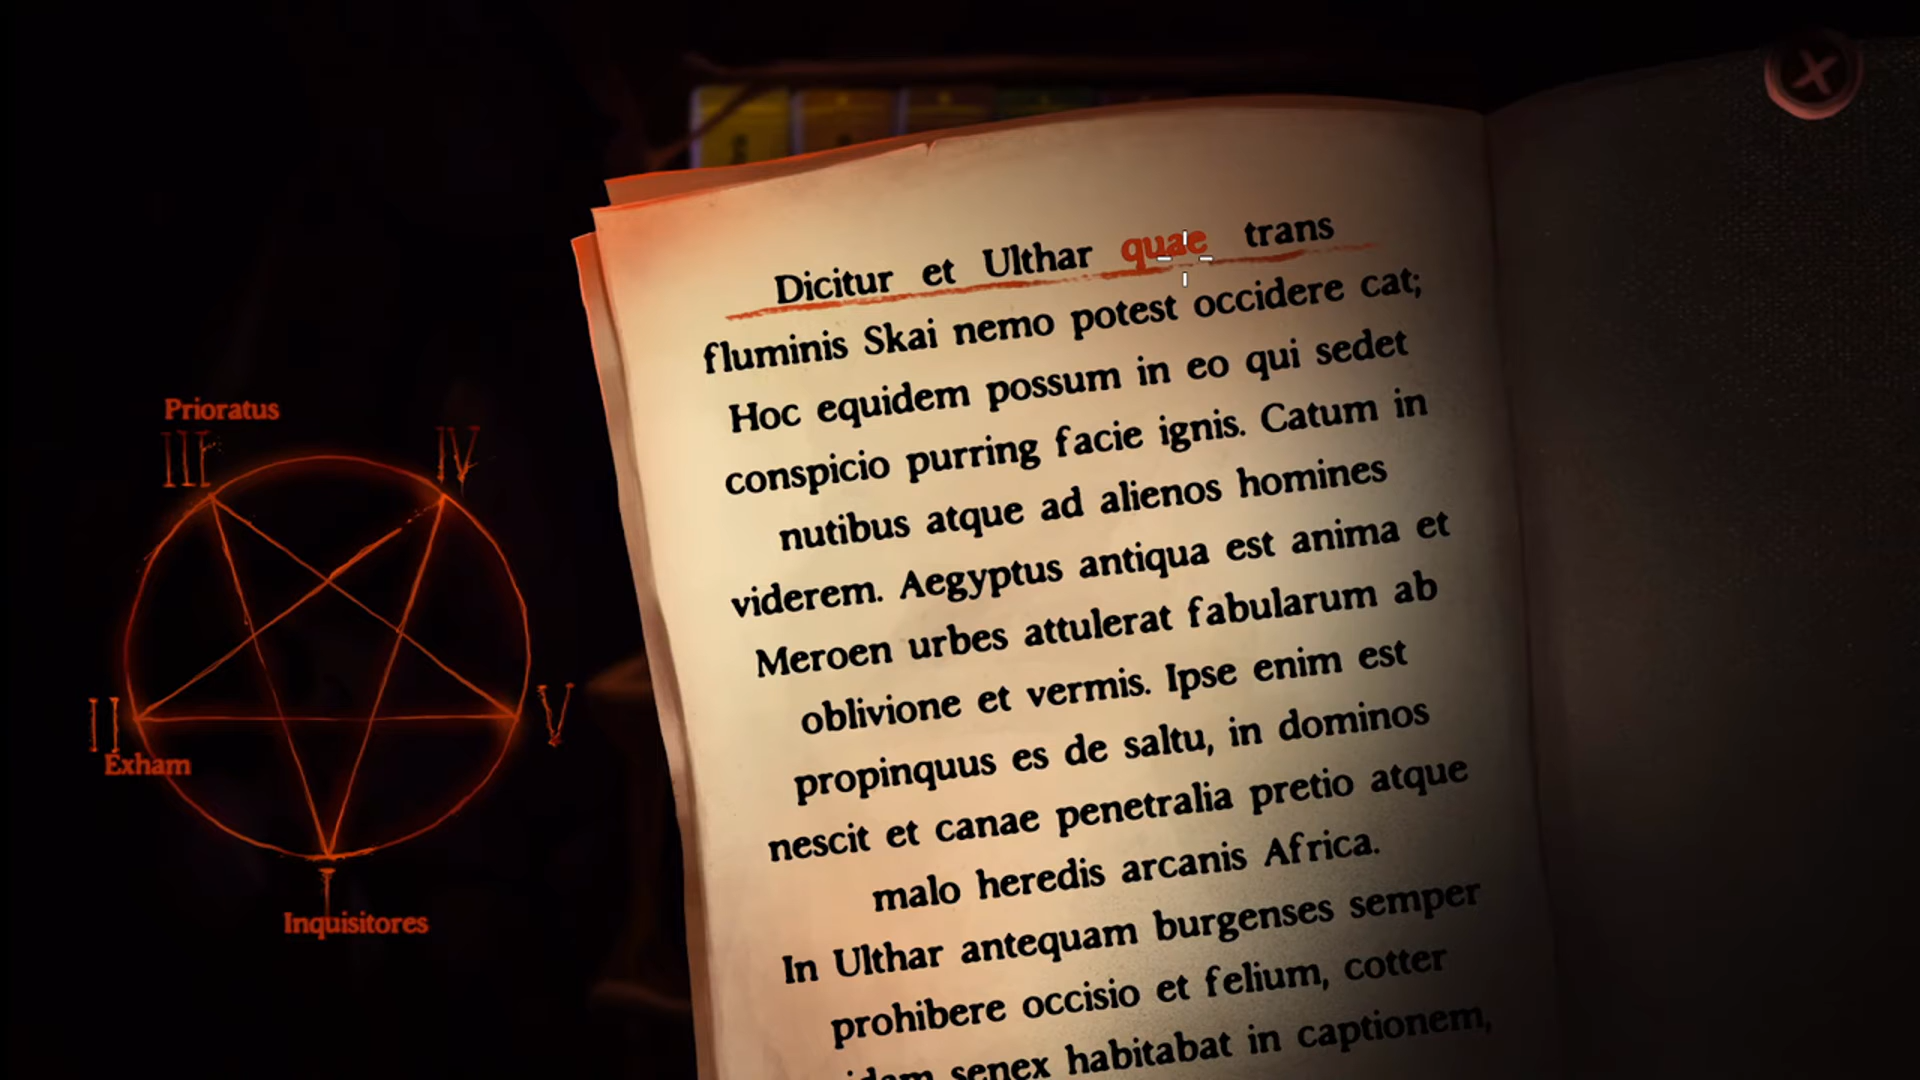 Prioratus
III
IV
II
V
Exham
I
Inquisitores
Dicitur et Ulthar quae trans
fluminis Skai nemo potest occidere cat;
Hoc equidem possum in eo qui sedet
conspicio purring facie ignis. Catum in
nutibus atque ad alienos homines
viderem. Aegyptus antiqua est anima et
Meroen urbes attulerat fabularum ab
oblivione et vermis. Ipse enim est
propinquus es de saltu, in dominos
nescit et canae penetralia pretio atque
malo heredis arcanis Africa.
In Ulthar antequam burgenses semper
prohibere occisio et felium, cotter
senex habitabat in captionem,